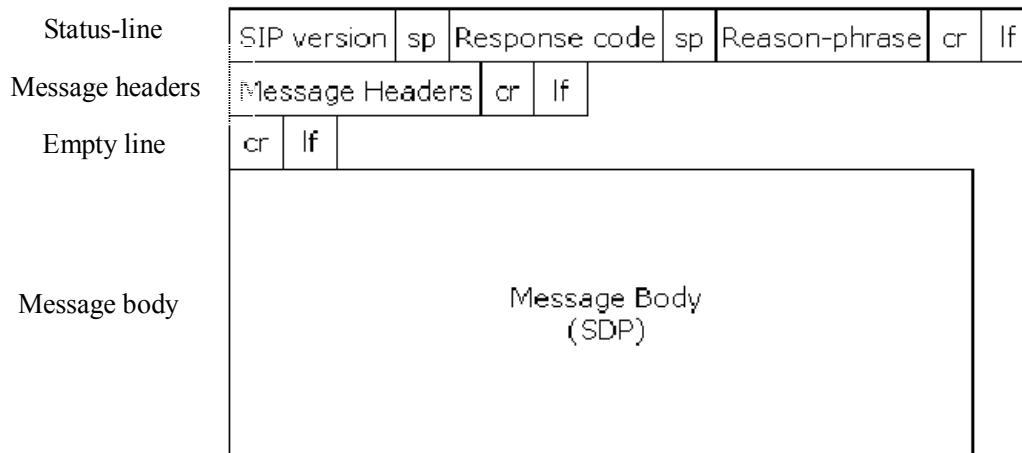 Status-line SIP version sp Response code sp Reason-phrase cr lf
Message headers Message Headers cr lf
Empty line cr lf
Message body Message Body
(SDP)